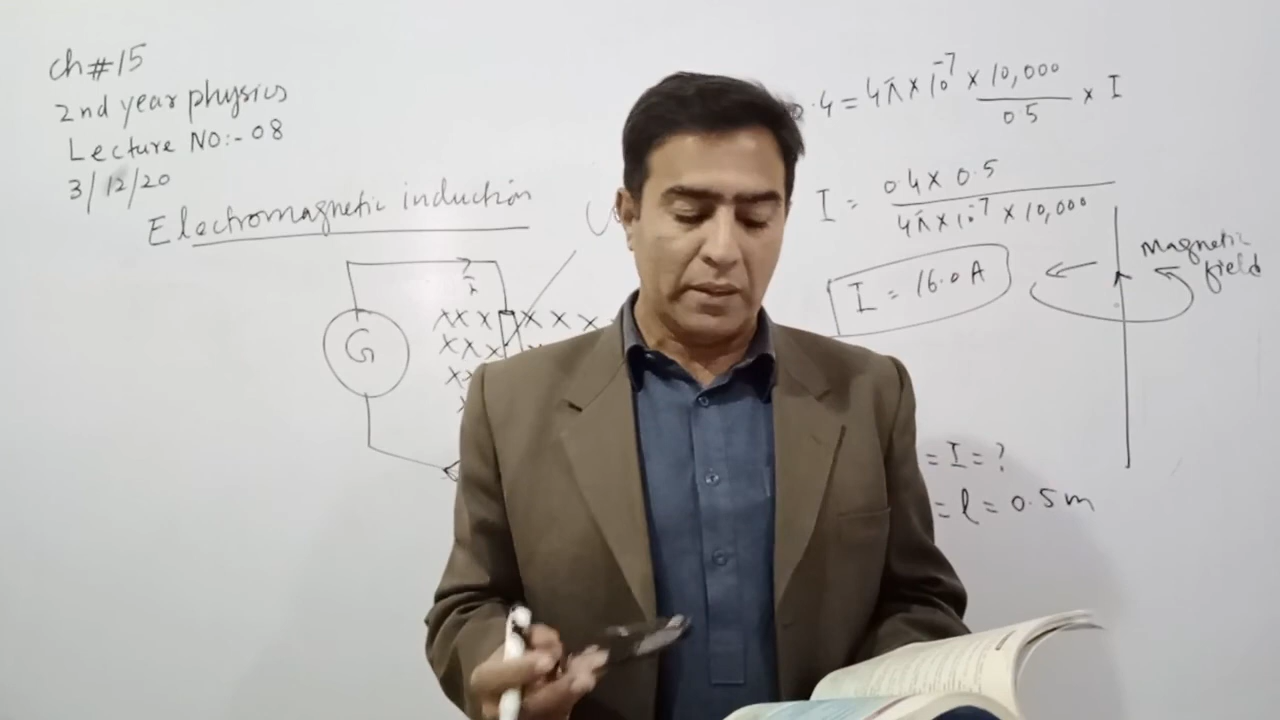 ch#15
2nd year physics
Lecture NO:- 08
3/12/20
Electromagnetic induction
G
i
x x x x x x
x x x
x x
0.4 = 4π × 10^-7 × 10,000 / 0.5 × I
I = 0.4 × 0.5 / 4π × 10^-7 × 10,000
I = 16.0 A
Magnetic
field
= I = ?
= l = 0.5 m